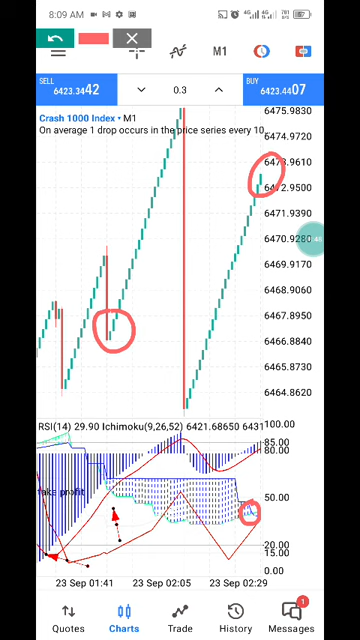 8:09 AM
M1
SELL
6423.3442
0.3
BUY
6423.4407
Crash 1000 Index • M1
On average 1 drop occurs in the price series every 10
6475.9830
6474.9720
6473.9610
6472.9500
6471.9390
6470.9280
6469.9170
6468.9060
6467.8950
6466.8840
6465.8730
6464.8620
RSI(14) 29.90 Ichimoku(9,26,52) 6421.68650 6431
100.00
85.00
80.00
50.00
20.00
15.00
0.00
take profit
23 Sep 01:41
23 Sep 02:05
23 Sep 02:29
1
Quotes
Charts
Trade
History
Messages